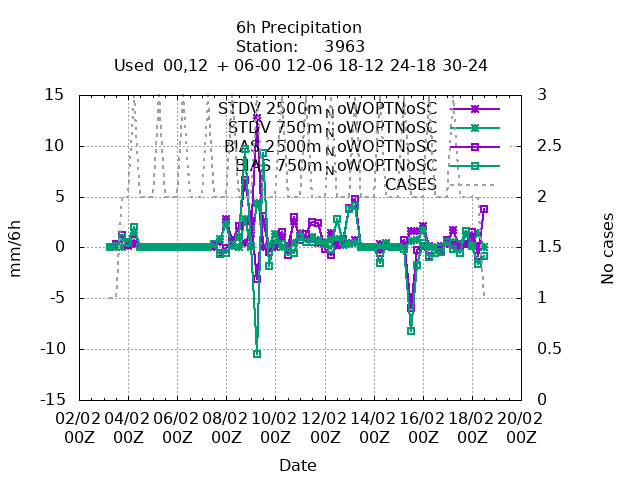 6h Precipitation
Station: 3963
Used 00,12 + 06-00 12-06 18-12 24-18 30-24
15 3
STDV 2500m NoWOPTNoSC
STDV 750m NoWOPTNoSC
10 2.5
BIAS 2500m NoWOPTNoSC
BIAS 750m NoWOPTNoSC
CASES
5 2
mm/6h
0 1.5
No cases
-5 1
-10 0.5
-15 0
02/02 04/02 06/02 08/02 10/02 12/02 14/02 16/02 18/02 20/02
00Z 00Z 00Z 00Z 00Z 00Z 00Z 00Z 00Z 00Z
Date